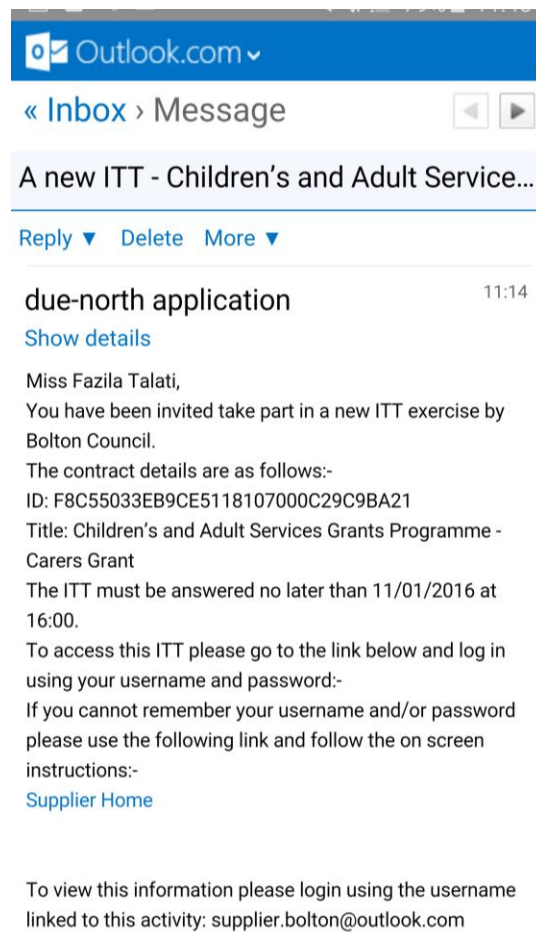 Outlook.com
« Inbox › Message
A new ITT - Children's and Adult Service...
Reply ▼ Delete More ▼
due-north application 11:14
Show details
Miss Fazila Talati,
You have been invited take part in a new ITT exercise by
Bolton Council.
The contract details are as follows:-
ID: F8C55033EB9CE5118107000C29C9BA21
Title: Children's and Adult Services Grants Programme -
Carers Grant
The ITT must be answered no later than 11/01/2016 at
16:00.
To access this ITT please go to the link below and log in
using your username and password:-
If you cannot remember your username and/or password
please use the following link and follow the on screen
instructions:-
Supplier Home
To view this information please login using the username
linked to this activity: supplier.bolton@outlook.com